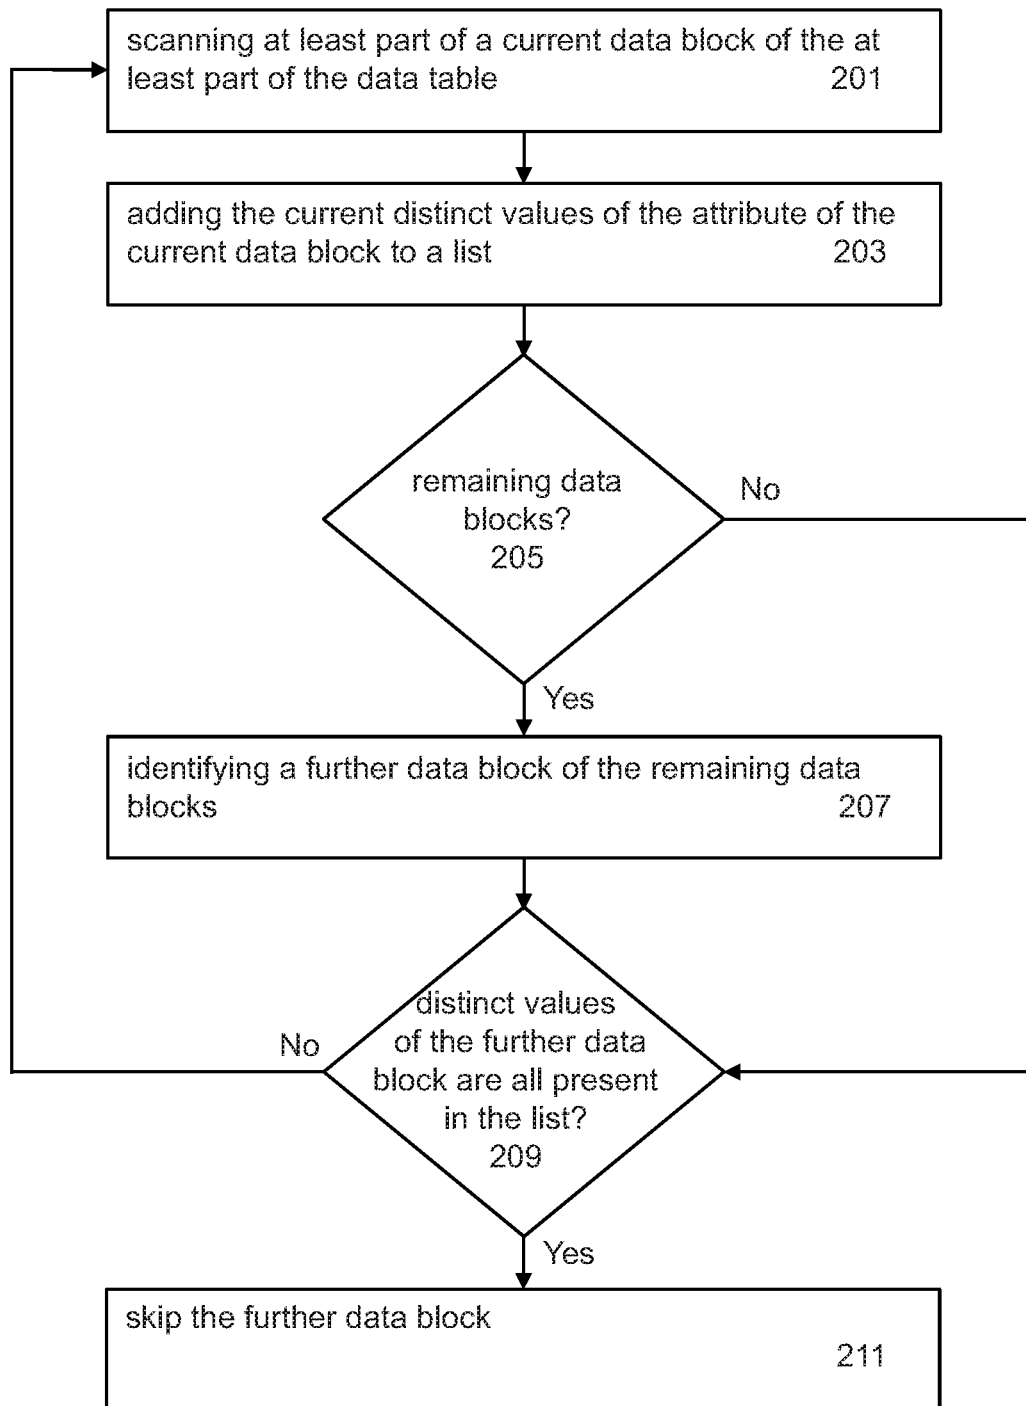 scanning at least part of a current data block of the at
least part of the data table 201
adding the current distinct values of the attribute of the
current data block to a list 203
remaining data
blocks?
205
No
Yes
identifying a further data block of the remaining data
blocks 207
distinct values
of the further data
block are all present
in the list?
209
No
Yes
skip the further data block
211